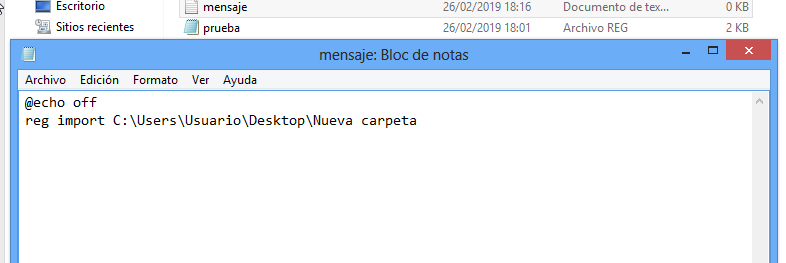 Escritorio
mensaje 26/02/2019 18:16 Documento de tex... 0 KB
Sitios recientes
prueba 26/02/2019 18:01 Archivo REG 2 KB
mensaje: Bloc de notas
Archivo Edición Formato Ver Ayuda
@echo off
reg import C:\Users\Usuario\Desktop\Nueva carpeta